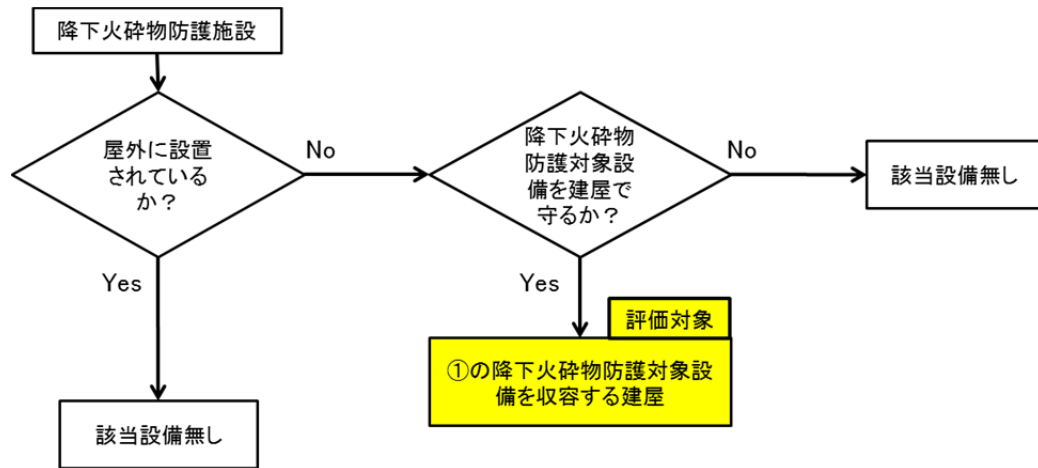 降下火砕物防護施設
屋外に設置
されている
か？
No
降下火砕物
防護対象設
備を建屋で
守るか？
No
該当設備無し
Yes
Yes
評価対象
①の降下火砕物防護対象設
備を収容する建屋
該当設備無し